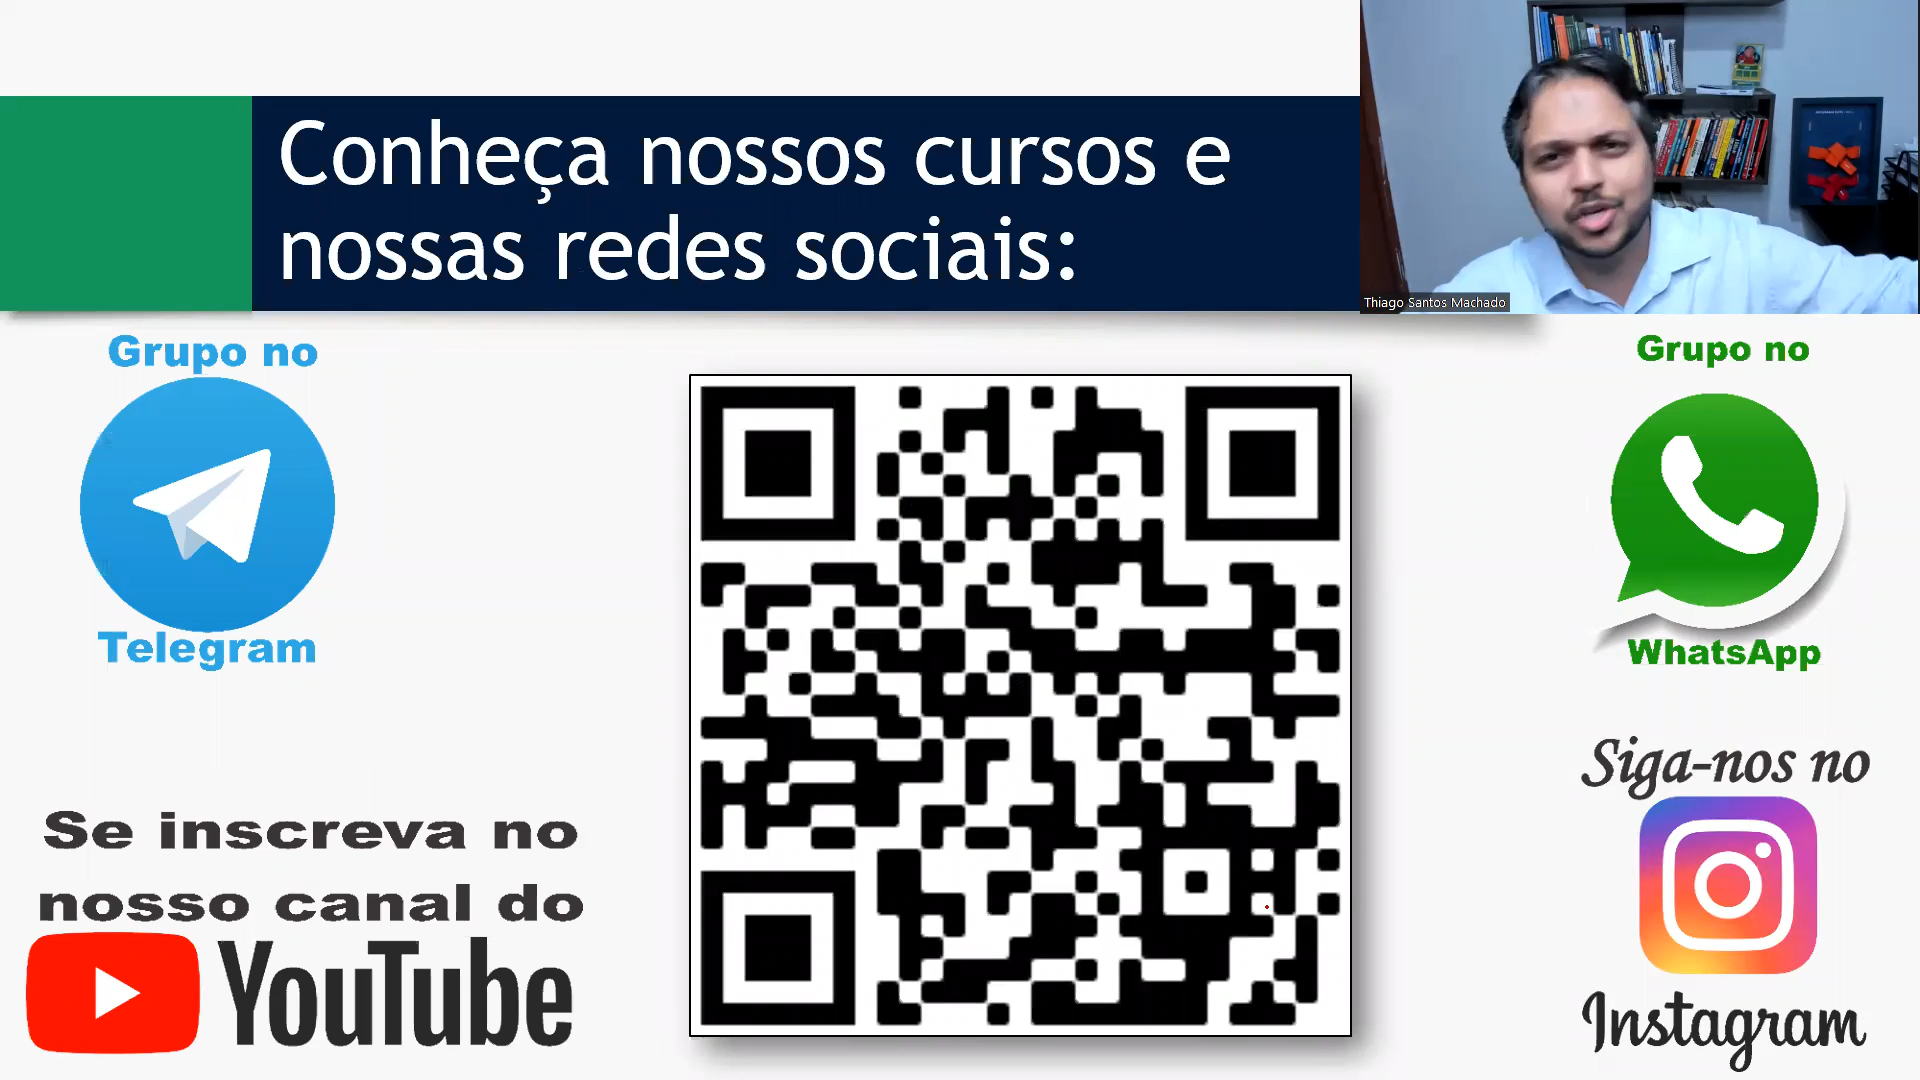 Conheça nossos cursos e
nossas redes sociais:
Thiago Santos Machado
Grupo no
Telegram
Grupo no
WhatsApp
Se inscreva no
nosso canal do
YouTube
Siga-nos no
Instagram